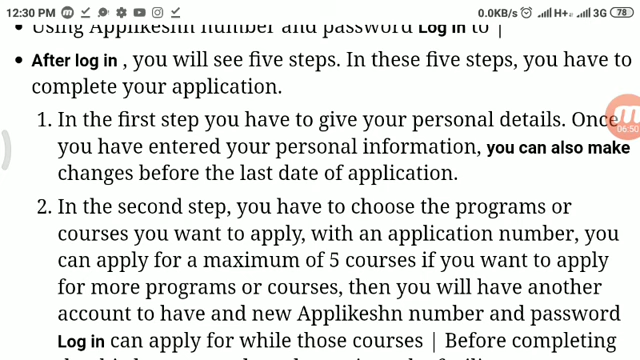 12:30 PM
0.0KB/s
H+
3G
78
Using Applikeshn number and password Log in to |
After log in , you will see five steps. In these five steps, you have to
complete your application.
1. In the first step you have to give your personal details. Once
06:50
you have entered your personal information, you can also make
changes before the last date of application.
2. In the second step, you have to choose the programs or
courses you want to apply, with an application number, you
can apply for a maximum of 5 courses if you want to apply
for more programs or courses, then you will have another
account to have and new Applikeshn number and password
Log in can apply for while those courses | Before completing